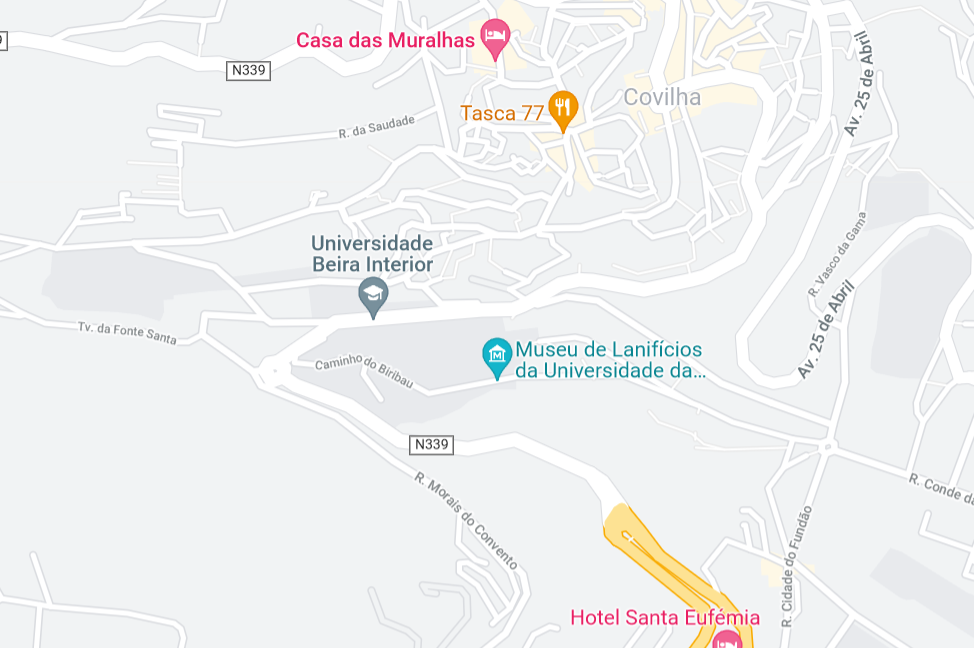 Casa das Muralhas
N339
Tasca 77
Covilha
Av. 25 de Abril
R. da Saudade
Universidade
Beira Interior
R. Vasco da Gama
Av. 25 de Abril
Tv. da Fonte Santa
Caminho do Biribau
Museu de Lanifícios
da Universidade da...
N339
R. Morais do Convento
R. Conde da
R. Cidade do Fundão
Hotel Santa Eufémia